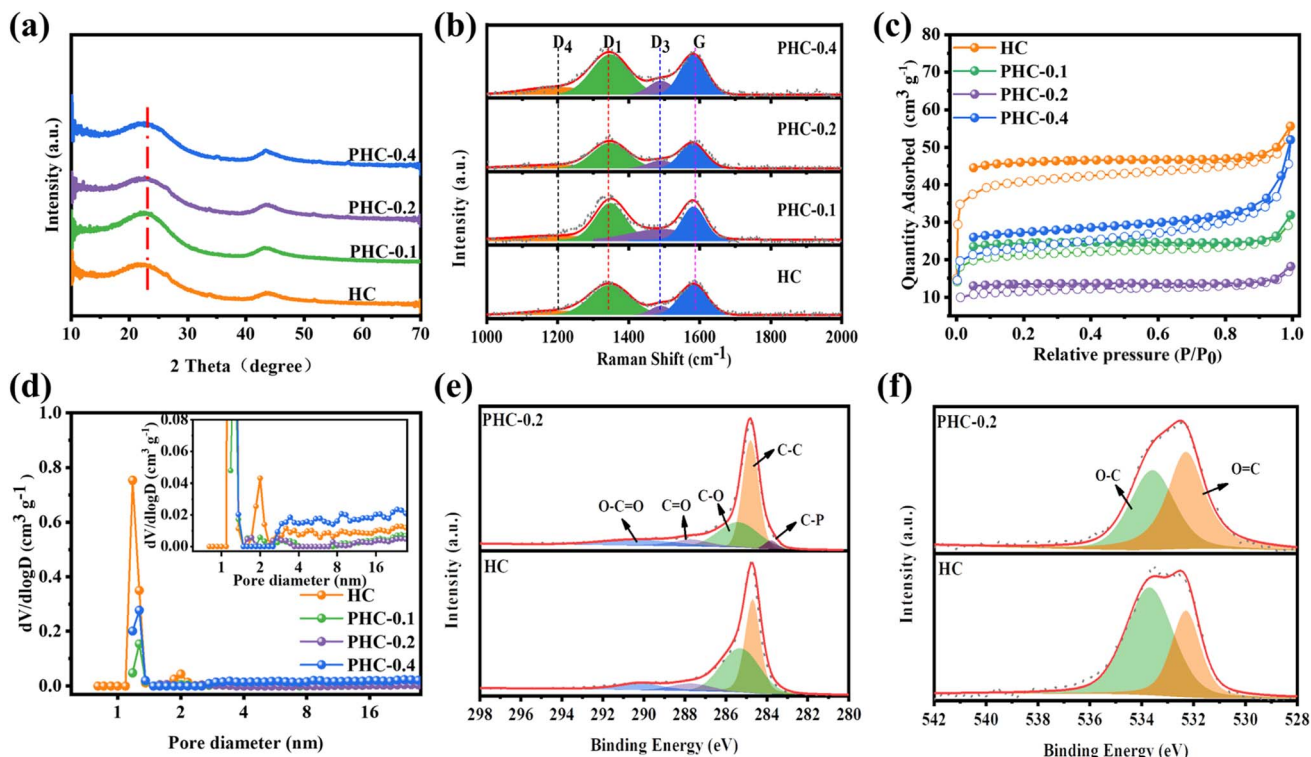 (a)
Intensity (a.u.)
PHC-0.4
PHC-0.2
PHC-0.1
HC
10 20 30 40 50 60 70
2 Theta（degree）
(b)
Intensity (a.u.)
D4 D1 D3 G
PHC-0.4
PHC-0.2
PHC-0.1
HC
1000 1200 1400 1600 1800 2000
Raman Shift (cm-1)
(c)
Quantity Adsorbed (cm3 g-1)
80
70
60
50
40
30
20
10
HC
PHC-0.1
PHC-0.2
PHC-0.4
0.0 0.2 0.4 0.6 0.8 1.0
Relative pressure (P/P0)
(d)
dV/dlogD (cm3 g-1)
1.0
0.8
0.6
0.4
0.2
0.0
dV/dlogD (cm3 g-1)
0.08
0.06
0.04
0.02
0.00
1 2 4 8 16
Pore diameter (nm)
HC
PHC-0.1
PHC-0.2
PHC-0.4
1 2 4 8 16
Pore diameter (nm)
(e)
Intensity (a.u.)
PHC-0.2
C-C
C-O
C=O
O-C=O
C-P
HC
298 296 294 292 290 288 286 284 282 280
Binding Energy (eV)
(f)
Intensity (a.u.)
PHC-0.2
O-C
O=C
HC
542 540 538 536 534 532 530 528
Binding Energy (eV)